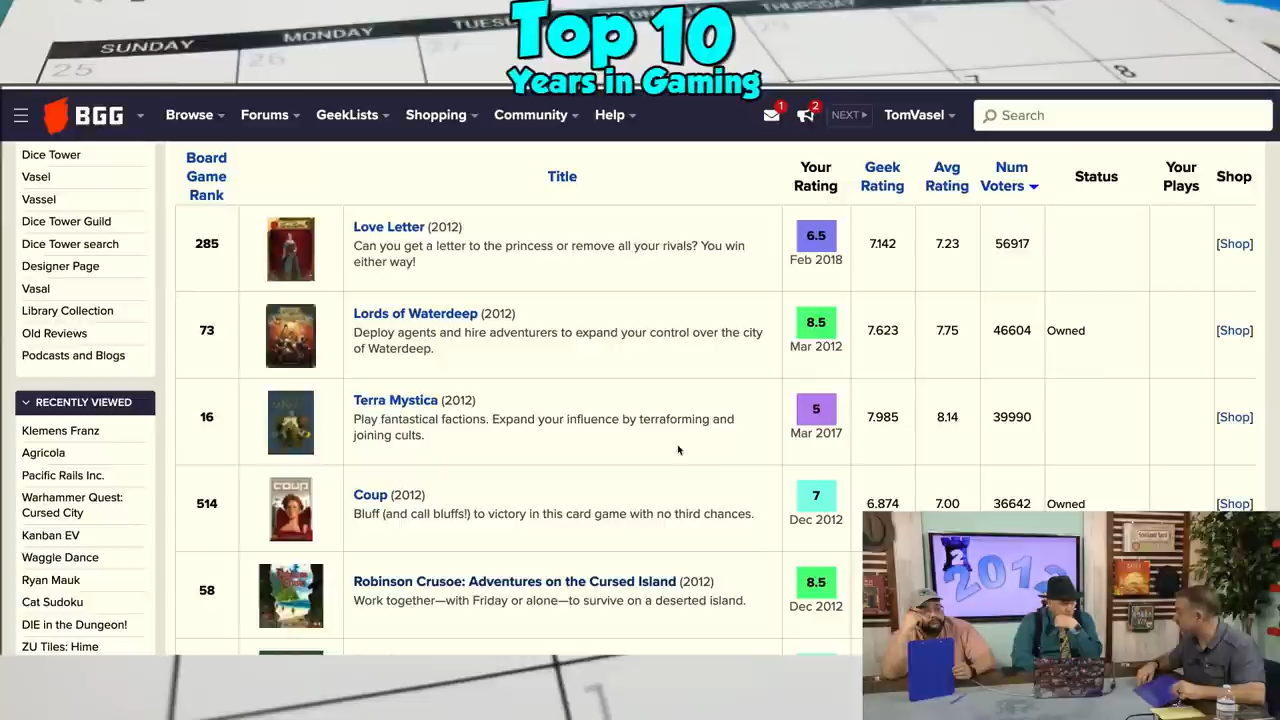 Top 10
Years in Gaming
SUNDAY
MONDAY
THURSDAY
25
26
27
29
8
BGG
Browse
Forums
GeekLists
Shopping
Community
Help
1
2
NEXT
TomVasel
Search
Dice Tower
Vasel
Vassel
Dice Tower Guild
Dice Tower search
Designer Page
Vasal
Library Collection
Old Reviews
Podcasts and Blogs
RECENTLY VIEWED
Klemens Franz
Agricola
Pacific Rails Inc.
Warhammer Quest:
Cursed City
Kanban EV
Waggle Dance
Ryan Mauk
Cat Sudoku
DIE in the Dungeon!
ZU Tiles: Hime
Board
Game
Rank
Title
Your
Rating
Geek
Rating
Avg
Rating
Num
Voters
Status
Your
Plays
Shop
285
Love Letter (2012)
Can you get a letter to the princess or remove all your rivals? You win
either way!
6.5
Feb 2018
7.142
7.23
56917
[Shop]
73
Lords of Waterdeep (2012)
Deploy agents and hire adventurers to expand your control over the city
of Waterdeep.
8.5
Mar 2012
7.623
7.75
46604
Owned
[Shop]
16
Terra Mystica (2012)
Play fantastical factions. Expand your influence by terraforming and
joining cults.
5
Mar 2017
7.985
8.14
39990
[Shop]
514
COUP
Coup (2012)
Bluff (and call bluffs!) to victory in this card game with no third chances.
7
Dec 2012
6.874
7.00
36642
Owned
[Shop]
58
Robinson Crusoe: Adventures on the Cursed Island (2012)
Work together—with Friday or alone—to survive on a deserted island.
8.5
Dec 2012
2012